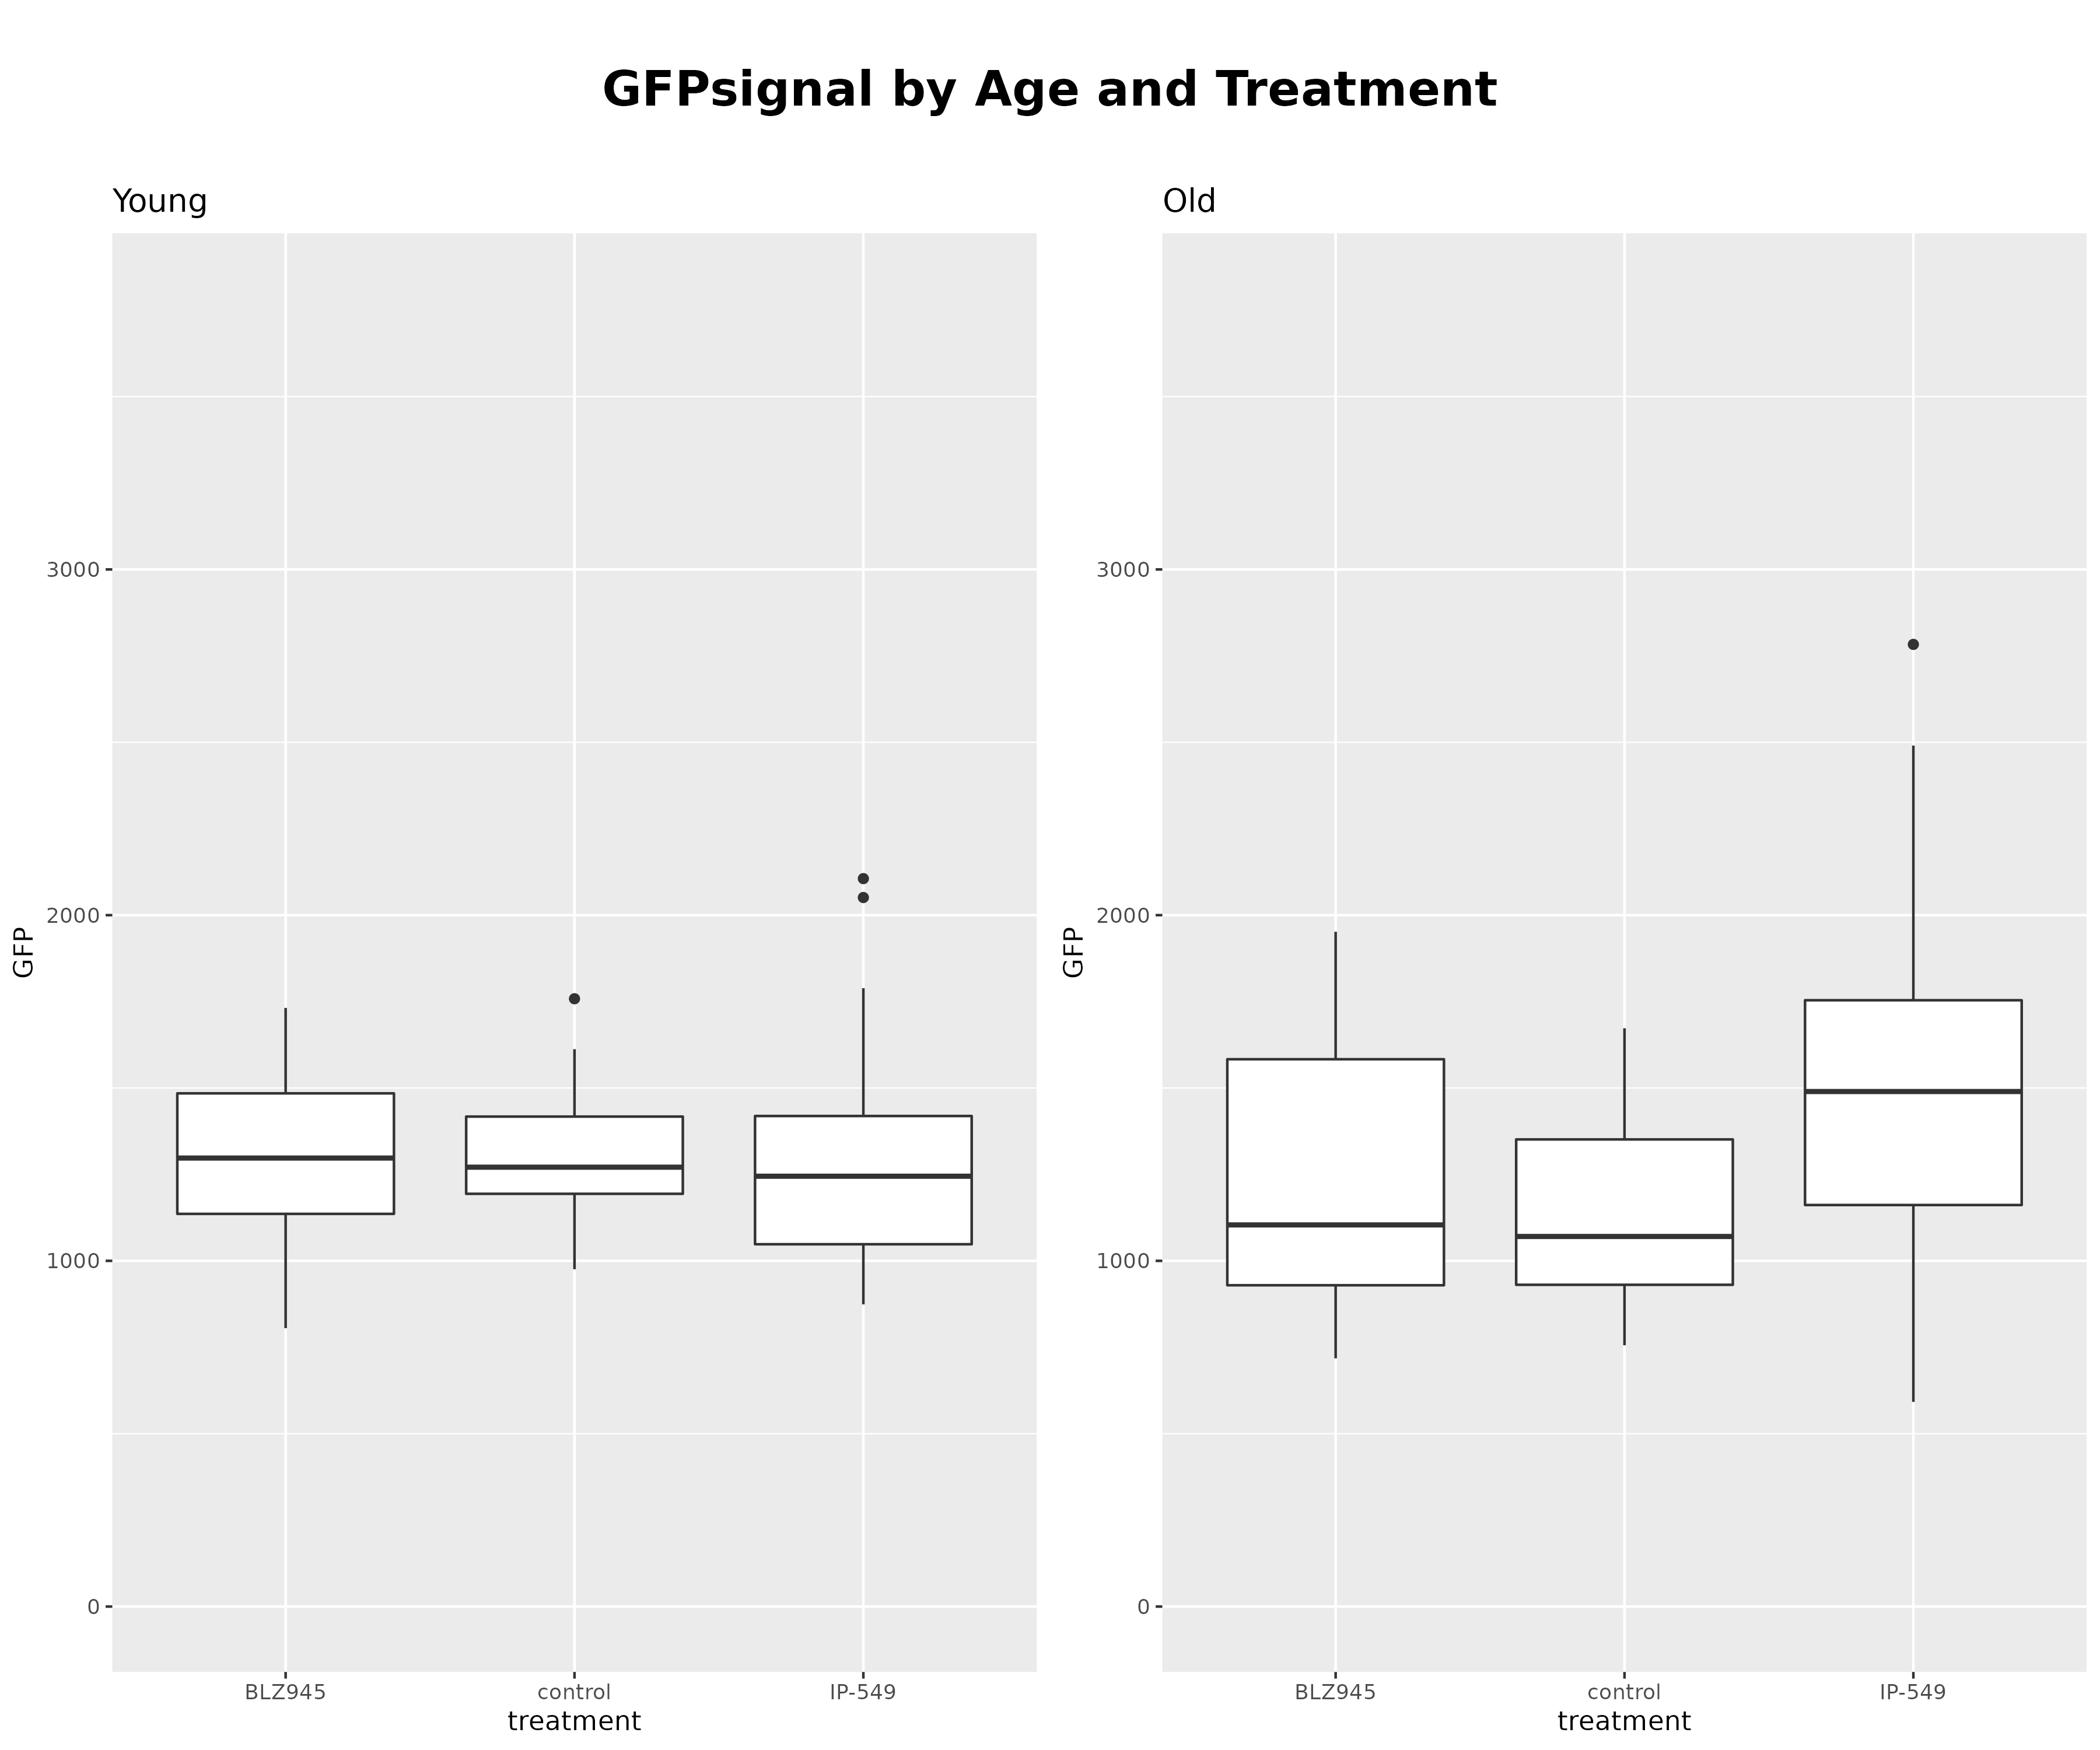 GFPsignal by Age and Treatment
Young
GFP
3000
2000
1000
0
BLZ945 control IP-549
treatment
Old
GFP
3000
2000
1000
0
BLZ945 control IP-549
treatment